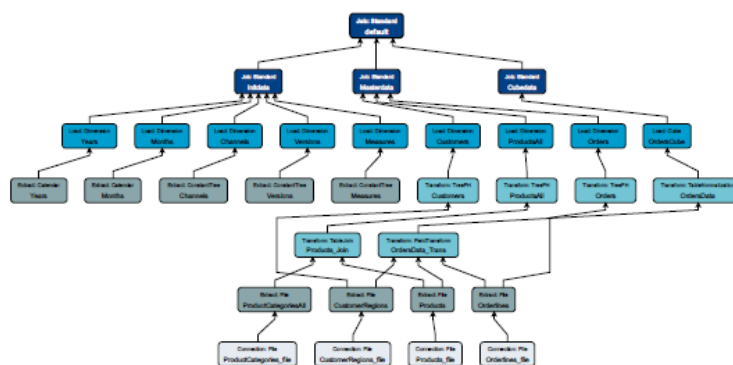 Job: Standard
default
Job: Standard
Initdata
Job: Standard
Masterdata
Job: Standard
Cubedata
Load: Dimension
Years
Load: Dimension
Months
Load: Dimension
Channels
Load: Dimension
Versions
Load: Dimension
Measures
Load: Dimension
Customers
Load: Dimension
ProductsAll
Load: Dimension
Orders
Load: Cube
OrdersCube
Extract: Calendar
Years
Extract: Calendar
Months
Extract: ConstantTree
Channels
Extract: ConstantTree
Versions
Extract: ConstantTree
Measures
Transform: TreeFH
Customers
Transform: TreeFH
ProductsAll
Transform: TreeFH
Orders
Transform: TableNormalization
OrdersData
Transform: TableJoin
Products_Join
Transform: FieldTransform
OrdersData_Trans
Extract: File
ProductCategoriesAll
Extract: File
CustomerRegions
Extract: File
Products
Extract: File
Orderlines
Connection: File
ProductCategories_file
Connection: File
CustomerRegions_file
Connection: File
Products_file
Connection: File
Orderlines_file